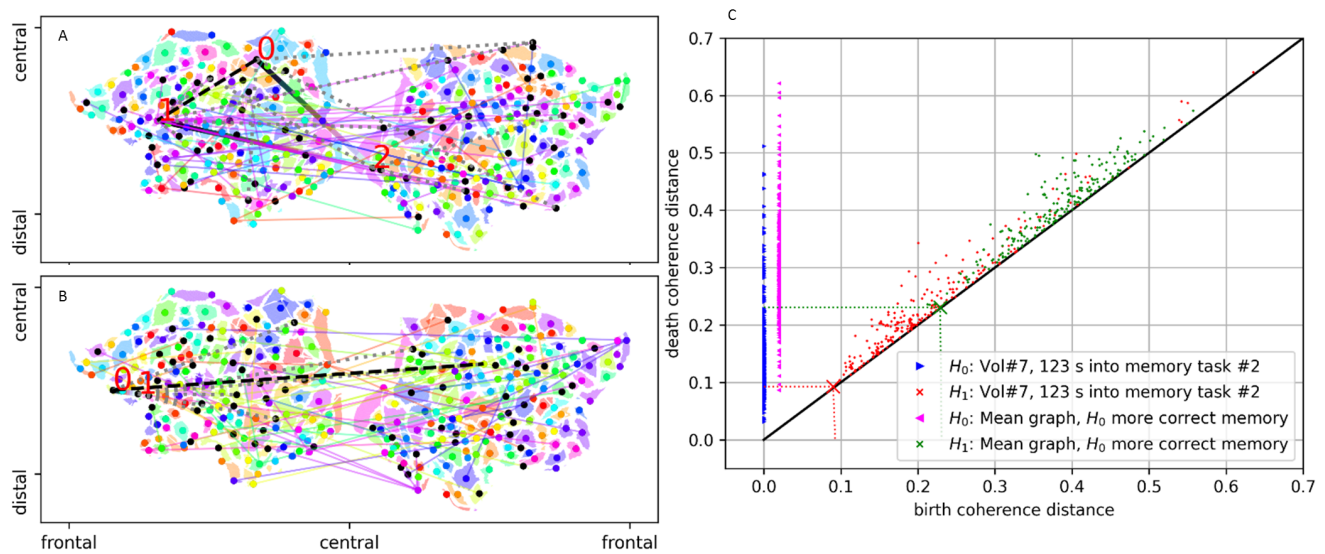 A
central
distal
0
1
2
B
central
distal
0 1
frontal
central
frontal
C
death coherence distance
0.7
0.6
0.5
0.4
0.3
0.2
0.1
0.0
H₀: Vol#7, 123 s into memory task #2
H₁: Vol#7, 123 s into memory task #2
H₀: Mean graph, H₀ more correct memory
H₁: Mean graph, H₀ more correct memory
0.0 0.1 0.2 0.3 0.4 0.5 0.6 0.7
birth coherence distance